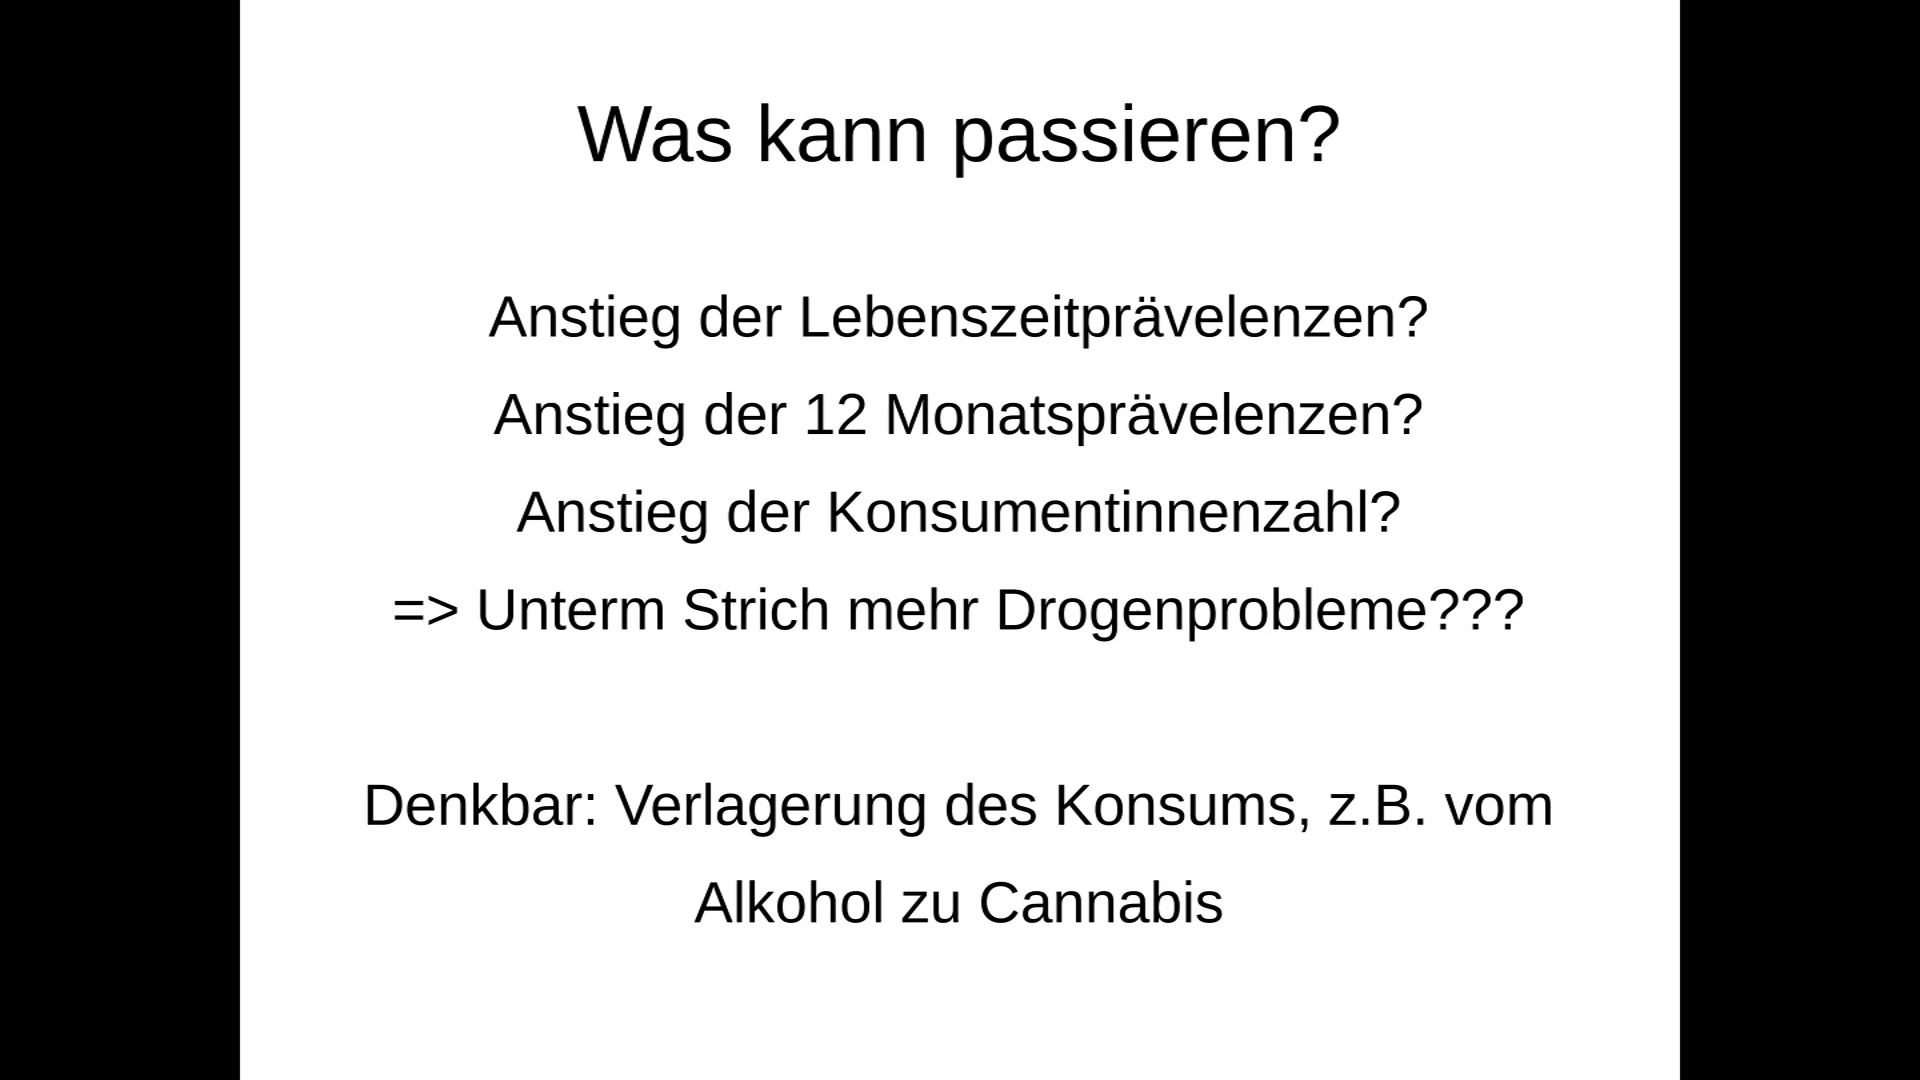 Was kann passieren?
Anstieg der Lebenszeitprävelenzen?
Anstieg der 12 Monatsprävelenzen?
Anstieg der Konsumentinnenzahl?
=> Unterm Strich mehr Drogenprobleme???
Denkbar: Verlagerung des Konsums, z.B. vom
Alkohol zu Cannabis